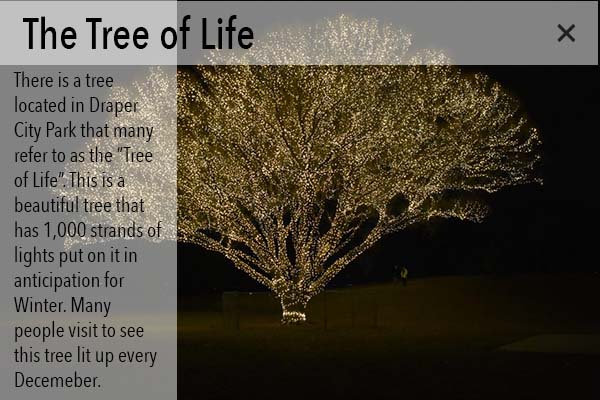 The Tree of Life
There is a tree
located in Draper
City Park that many
refer to as the “Tree
of Life”. This is a
beautiful tree that
has 1,000 strands of
lights put on it in
anticipation for
Winter. Many
people visit to see
this tree lit up every
Decemeber.